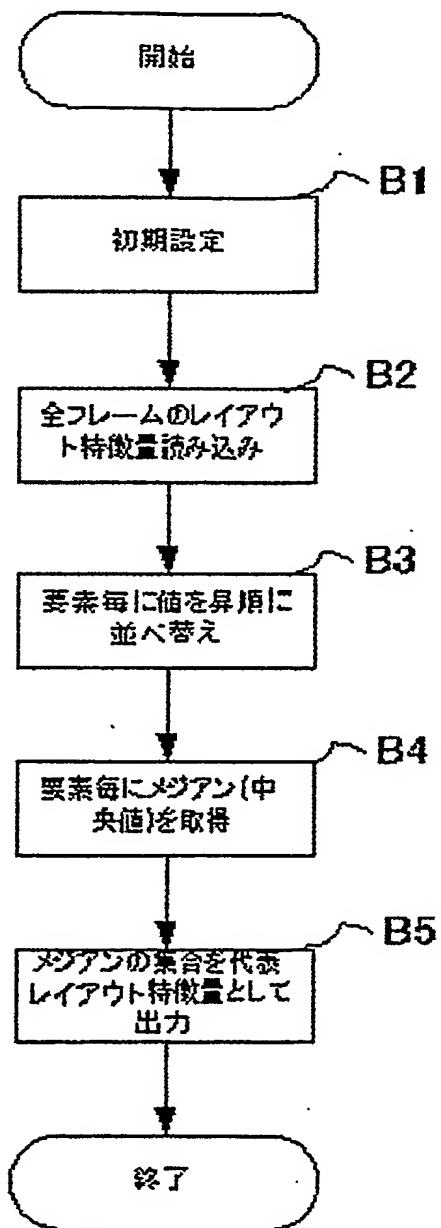 開始
B1
初期設定
B2
全フレームのレイアウ
ト特徴量読み込み
B3
要素毎に値を昇順に
並べ替え
B4
要素毎にメジアン(中
央値)を取得
B5
メジアンの集合を代表
レイアウト特徴量として
出力
終了